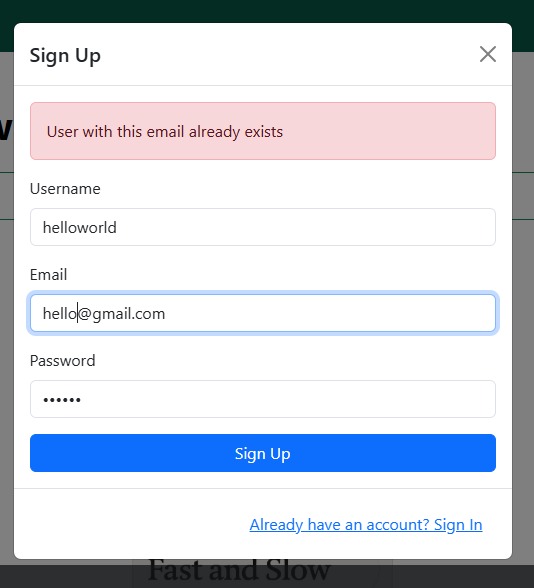 Sign Up
User with this email already exists
Username
helloworld
Email
hello@gmail.com
Password
••••••
Sign Up
Already have an account? Sign In
Fast and Slow